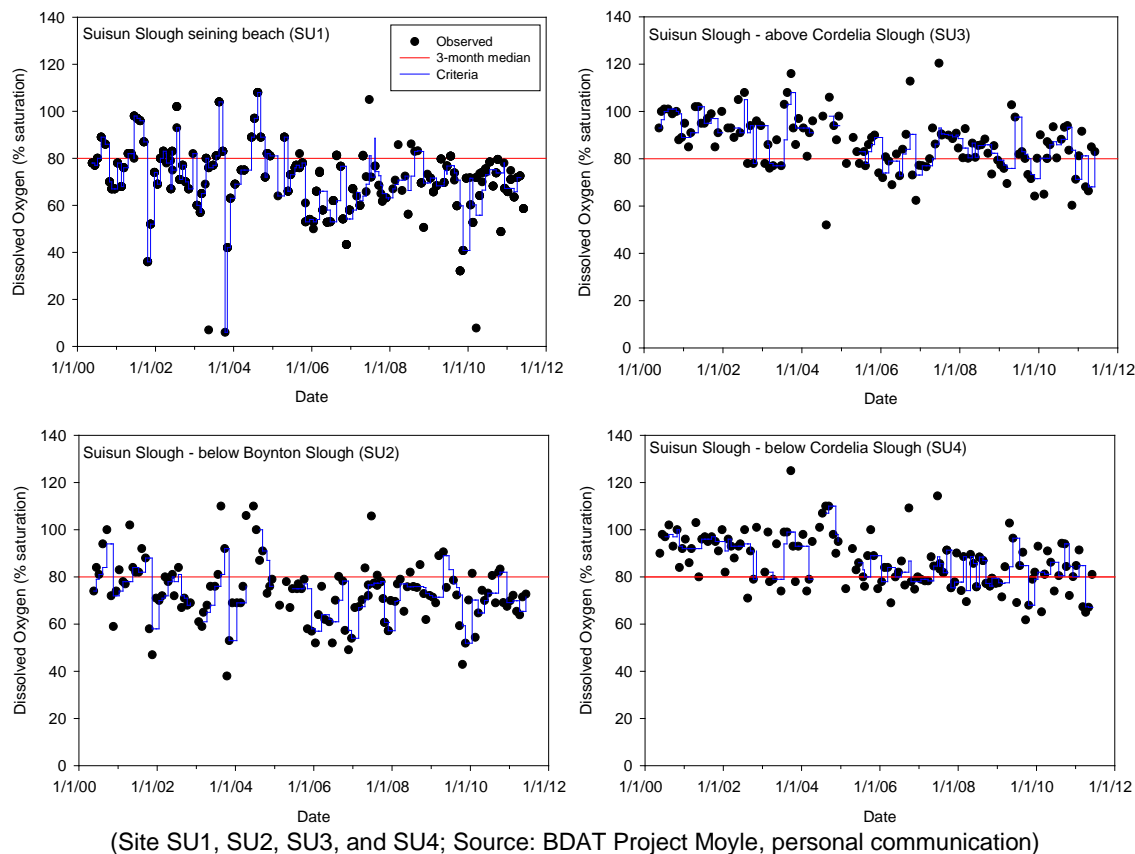 Suisun Slough seining beach (SU1)
Observed
3-month median
Criteria
Dissolved Oxygen (% saturation)
140
120
100
80
60
40
20
0
1/1/00 1/1/02 1/1/04 1/1/06 1/1/08 1/1/10 1/1/12
Date
Suisun Slough - above Cordelia Slough (SU3)
Dissolved Oxygen (% saturation)
140
120
100
80
60
40
20
0
1/1/00 1/1/02 1/1/04 1/1/06 1/1/08 1/1/10 1/1/12
Date
Suisun Slough - below Boynton Slough (SU2)
Dissolved Oxygen (% saturation)
140
120
100
80
60
40
20
0
1/1/00 1/1/02 1/1/04 1/1/06 1/1/08 1/1/10 1/1/12
Date
Suisun Slough - below Cordelia Slough (SU4)
Dissolved Oxygen (% saturation)
140
120
100
80
60
40
20
0
1/1/00 1/1/02 1/1/04 1/1/06 1/1/08 1/1/10 1/1/12
Date
(Site SU1, SU2, SU3, and SU4; Source: BDAT Project Moyle, personal communication)